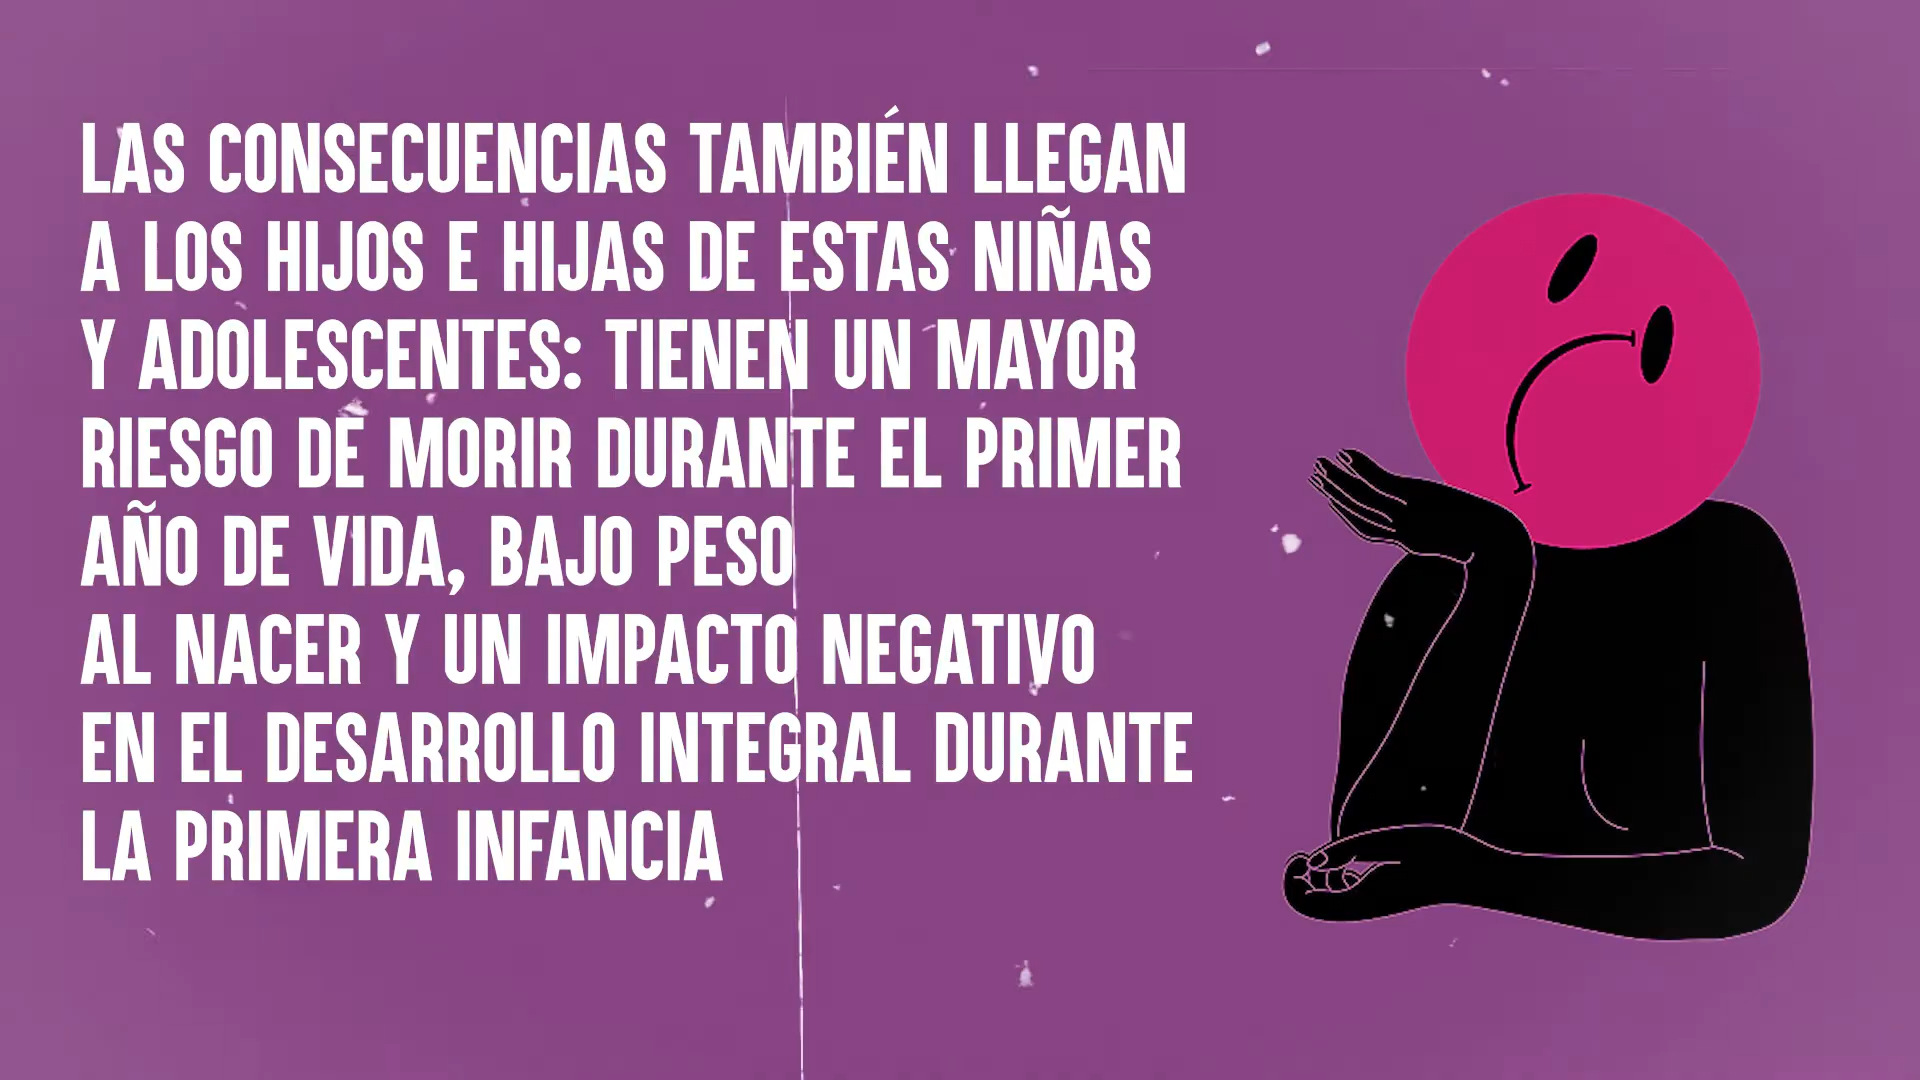 LAS CONSECUENCIAS TAMBIÉN LLEGAN
A LOS HIJOS E HIJAS DE ESTAS NIÑAS
Y ADOLESCENTES: TIENEN UN MAYOR
RIESGO DE MORIR DURANTE EL PRIMER
AÑO DE VIDA, BAJO PESO
AL NACER Y UN IMPACTO NEGATIVO
EN EL DESARROLLO INTEGRAL DURANTE
LA PRIMERA INFANCIA